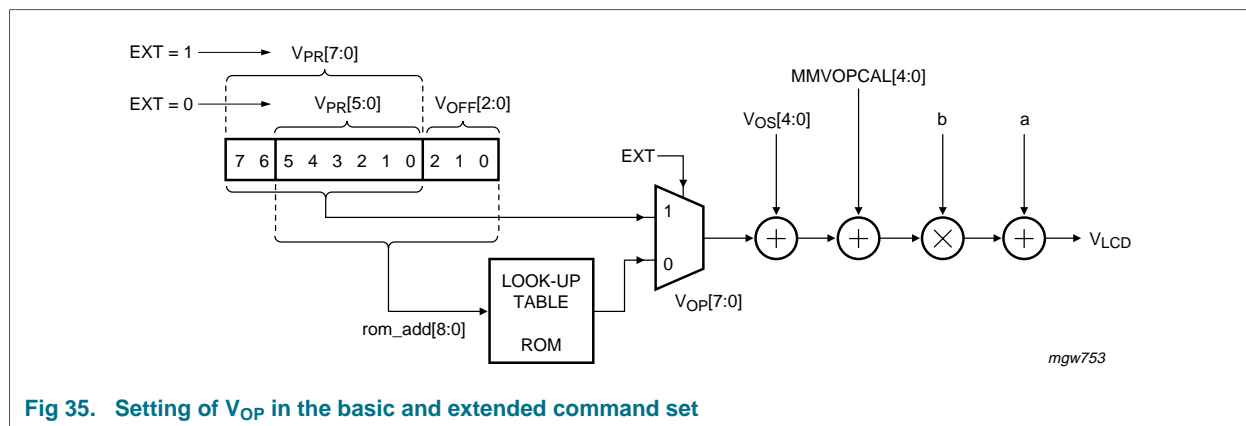 EXT = 1
VPR[7:0]
EXT = 0
VPR[5:0]
VOFF[2:0]
7 6 5 4 3 2 1 0 2 1 0
MMVOPCAL[4:0]
VOS[4:0]
b
a
EXT
1
0
+
+
×
+
VLCD
VOP[7:0]
LOOK-UP
TABLE
ROM
rom_add[8:0]
mgw753
Fig 35. Setting of VOP in the basic and extended command set